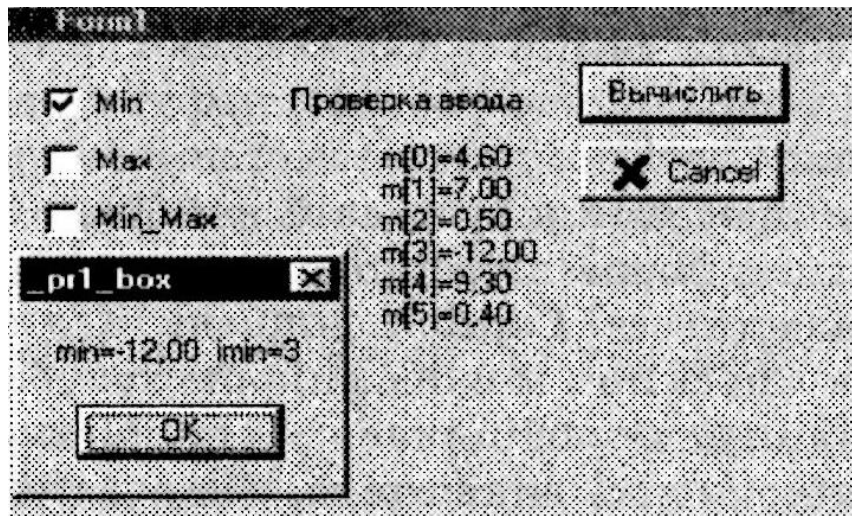 Form1
Min
Max
Min_Max
Проверка ввода
m[0]=4,60
m[1]=7,00
m[2]=0,50
m[3]=-12,00
m[4]=9,30
m[5]=0,40
Вычислить
Cancel
_pr1_box
min=-12,00 imin=3
OK